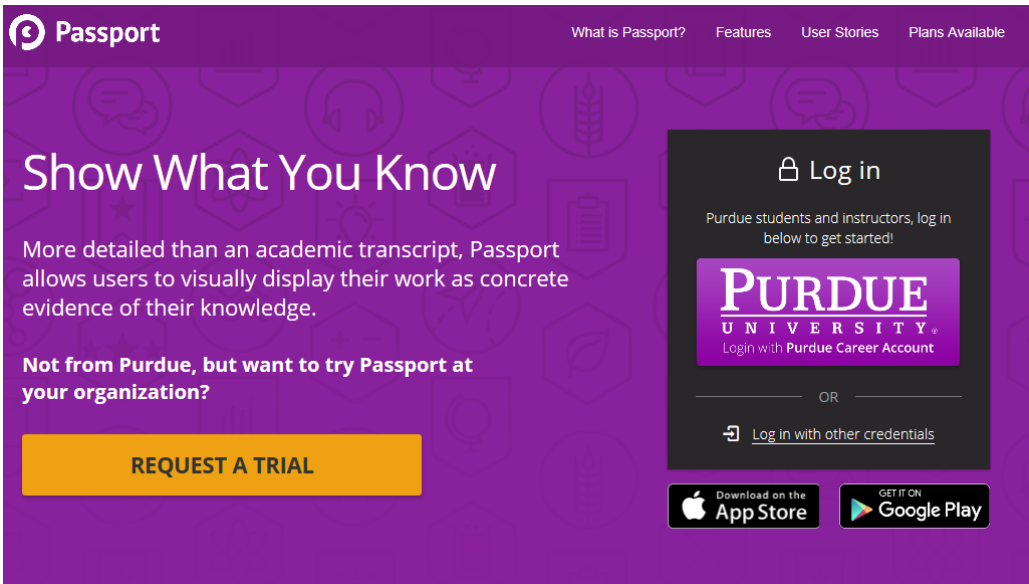 Passport
What is Passport?
Features
User Stories
Plans Available
Show What You Know
More detailed than an academic transcript, Passport
allows users to visually display their work as concrete
evidence of their knowledge.
Not from Purdue, but want to try Passport at
your organization?
REQUEST A TRIAL
Log in
Purdue students and instructors, log in
below to get started!
PURDUE
UNIVERSITY
Login with Purdue Career Account
OR
Log in with other credentials
Download on the
App Store
GET IT ON
Google Play